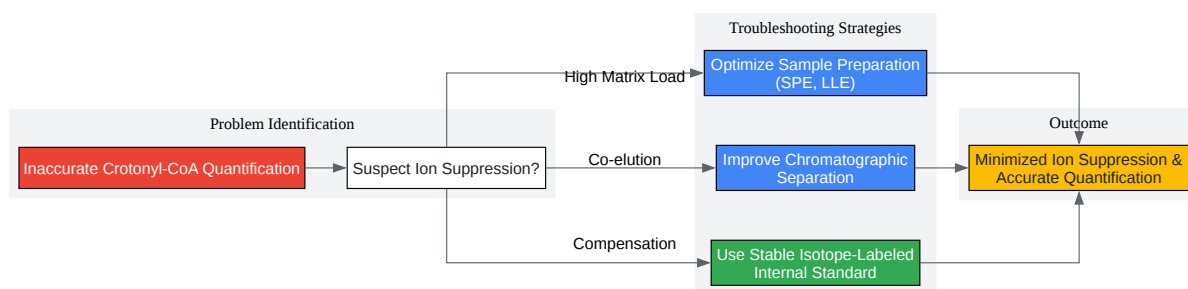 Troubleshooting Strategies
High Matrix Load
Optimize Sample Preparation
(SPE, LLE)
Problem Identification
Outcome
Inaccurate Crotonyl-CoA Quantification
Suspect Ion Suppression?
Co-elution
Improve Chromatographic
Separation
Minimized Ion Suppression &
Accurate Quantification
Compensation
Use Stable Isotope-Labeled
Internal Standard